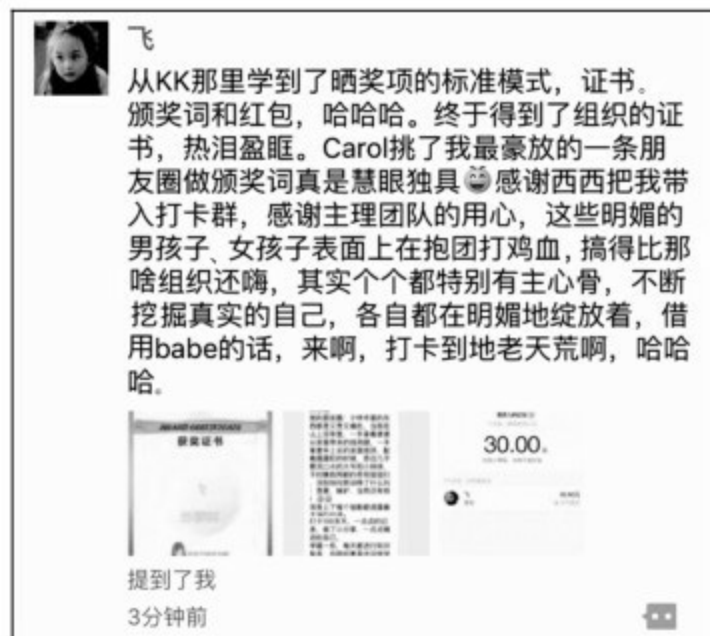 飞
从KK那里学到了晒奖项的标准模式，证书。
颁奖词和红包，哈哈哈。终于得到了组织的证
书，热泪盈眶。Carol挑了我最豪放的一条朋
友圈做颁奖词真是慧眼独具😆感谢西西把我带
入打卡群，感谢主理团队的用心，这些明媚的
男孩子、女孩子表面上在抱团打鸡血，搞得比那
啥组织还嗨，其实个个都特别有主心骨，不断
挖掘真实的自己，各自都在明媚地绽放着，借
用babe的话，来啊，打卡到地老天荒啊，哈哈
哈。
获奖证书
30.00
飞
提到了我
3分钟前